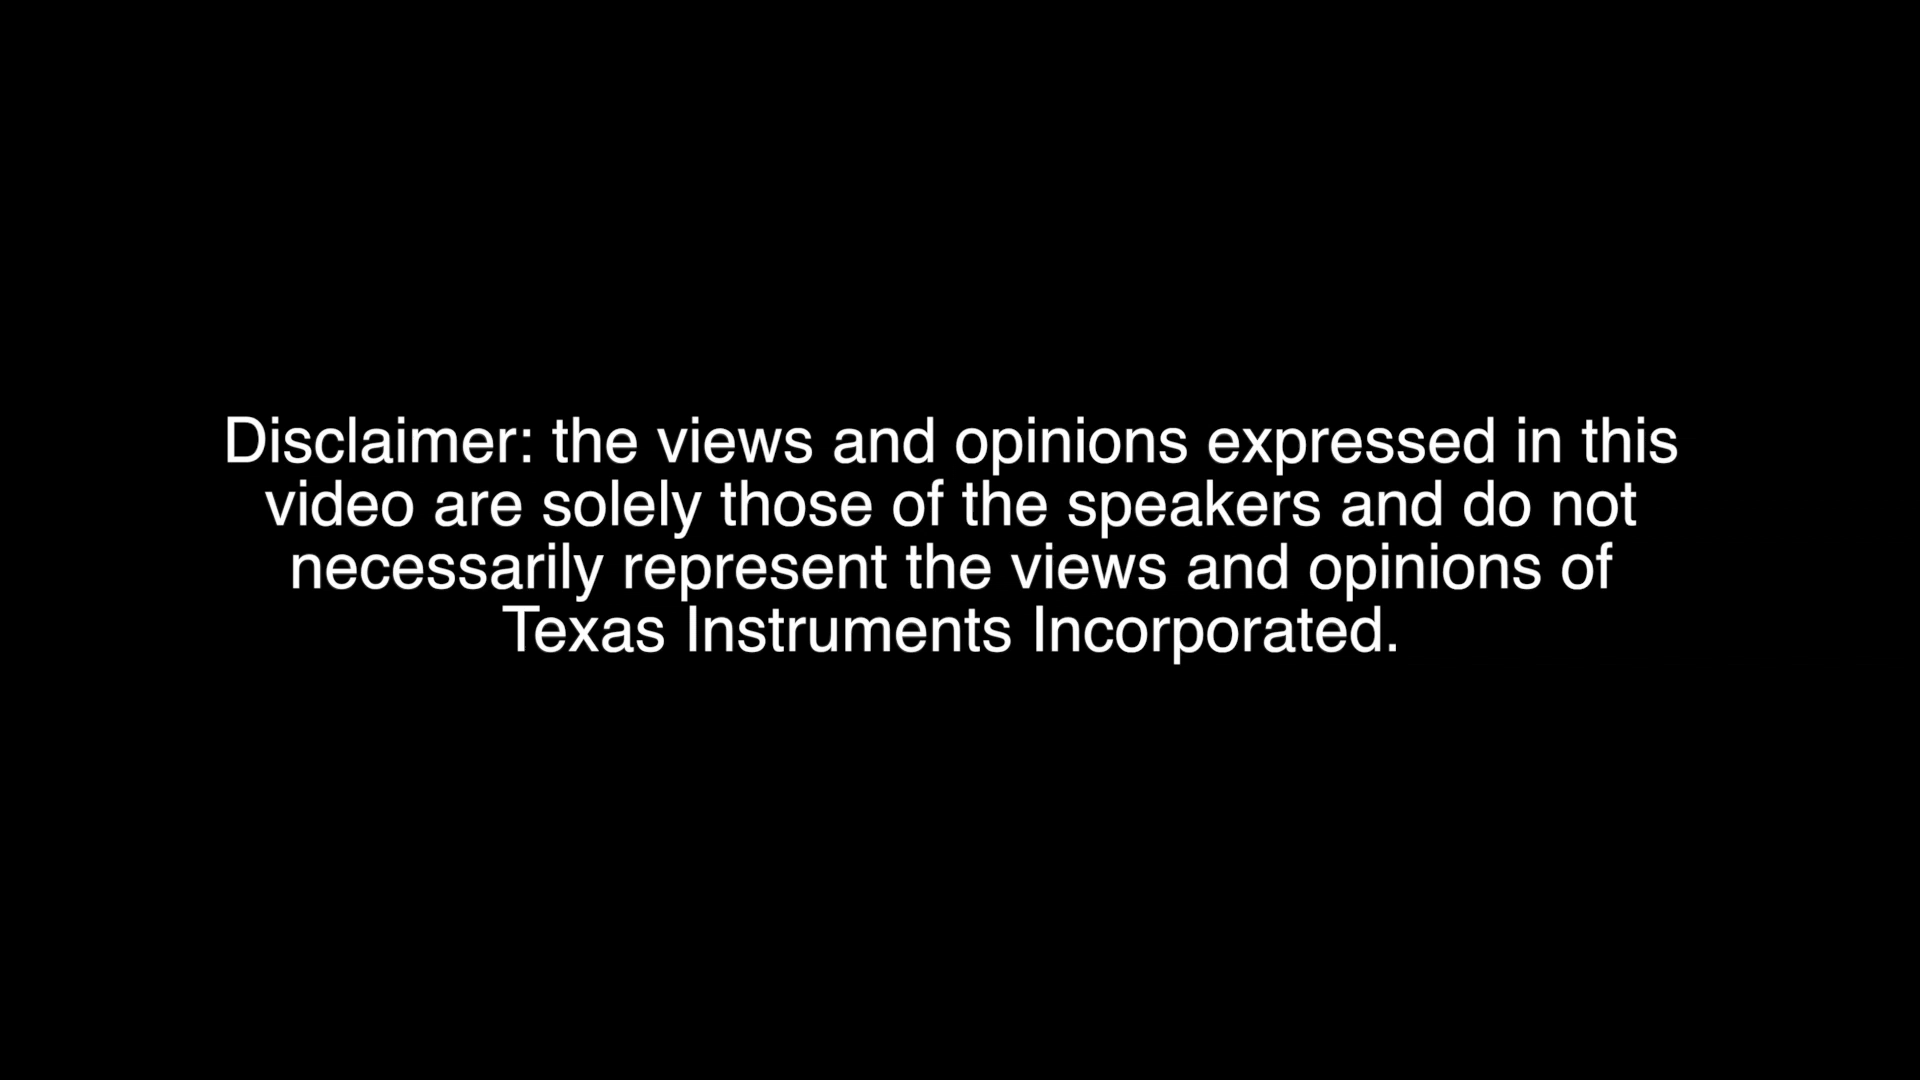 Disclaimer: the views and opinions expressed in this
video are solely those of the speakers and do not
necessarily represent the views and opinions of
Texas Instruments Incorporated.